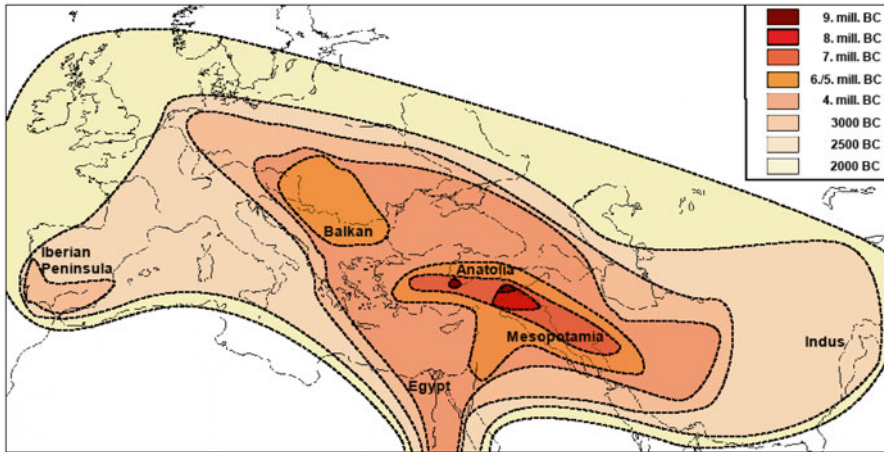 9. mill. BC
8. mill. BC
7. mill. BC
6./5. mill. BC
4. mill. BC
3000 BC
2500 BC
2000 BC
Iberian
Peninsula
Balkan
Anatolia
Mesopotamia
Egypt
Indus